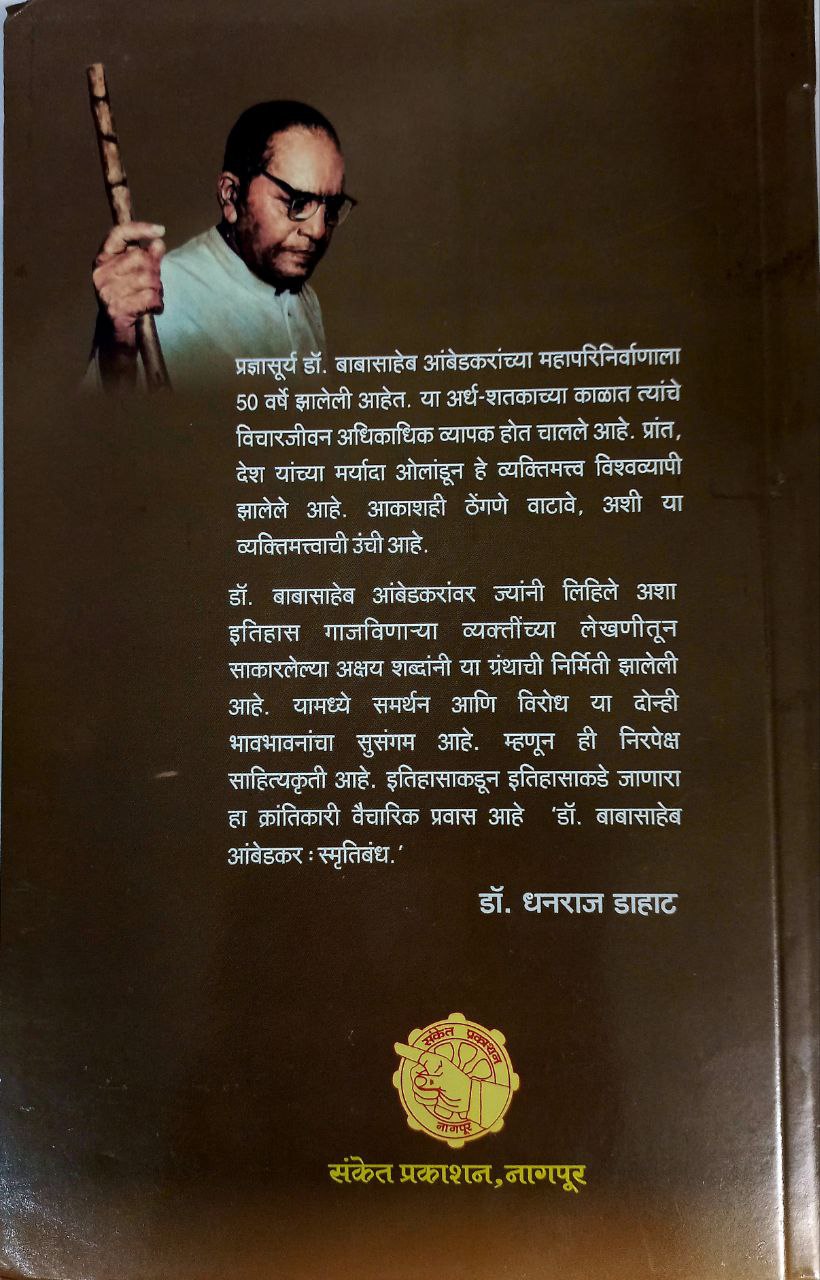 प्रज्ञासूर्य डॉ. बाबासाहेब आंबेडकरांच्या महापरिनिर्वाणाला
50 वर्षे झालेली आहेत. या अर्ध-शतकाच्या काळात त्यांचे
विचारजीवन अधिकाधिक व्यापक होत चालले आहे. प्रांत,
देश यांच्या मर्यादा ओलांडून हे व्यक्तिमत्त्व विश्वव्यापी
झालेले आहे. आकाशही ठेंगणे वाटावे, अशी या
व्यक्तिमत्त्वाची उंची आहे.
डॉ. बाबासाहेब आंबेडकरांवर ज्यांनी लिहिले अशा
इतिहास गाजविणाऱ्या व्यक्तींच्या लेखणीतून
साकारलेल्या अक्षय शब्दांनी या ग्रंथाची निर्मिती झालेली
आहे. यामध्ये समर्थन आणि विरोध या दोन्ही
भावभावनांचा सुसंगम आहे. म्हणून ही निरपेक्ष
साहित्यकृती आहे. इतिहासाकडून इतिहासाकडे जाणारा
हा क्रांतिकारी वैचारिक प्रवास आहे 'डॉ. बाबासाहेब
आंबेडकर : स्मृतिबंध.'
डॉ. धनराज डाहाट
संकेत प्रकाशन
नागपूर
संकेत प्रकाशन, नागपूर